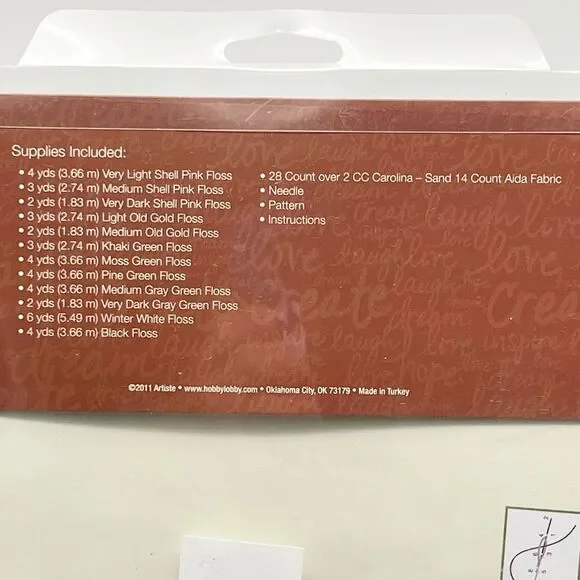 Supplies Included:
• 4 yds (3.66 m) Very Light Shell Pink Floss
• 3 yds (2.74 m) Medium Shell Pink Floss
• 2 yds (1.83 m) Very Dark Shell Pink Floss
• 3 yds (2.74 m) Light Old Gold Floss
• 2 yds (1.83 m) Medium Old Gold Floss
• 3 yds (2.74 m) Khaki Green Floss
• 4 yds (3.66 m) Moss Green Floss
• 4 yds (3.66 m) Pine Green Floss
• 4 yds (3.66 m) Medium Gray Green Floss
• 2 yds (1.83 m) Very Dark Gray Green Floss
• 6 yds (5.49 m) Winter White Floss
• 4 yds (3.66 m) Black Floss
• 28 Count over 2 CC Carolina – Sand 14 Count Aida Fabric
• Needle
• Pattern
• Instructions
©2011 Artiste • www.hobbylobby.com • Oklahoma City, OK 73179 • Made in Turkey